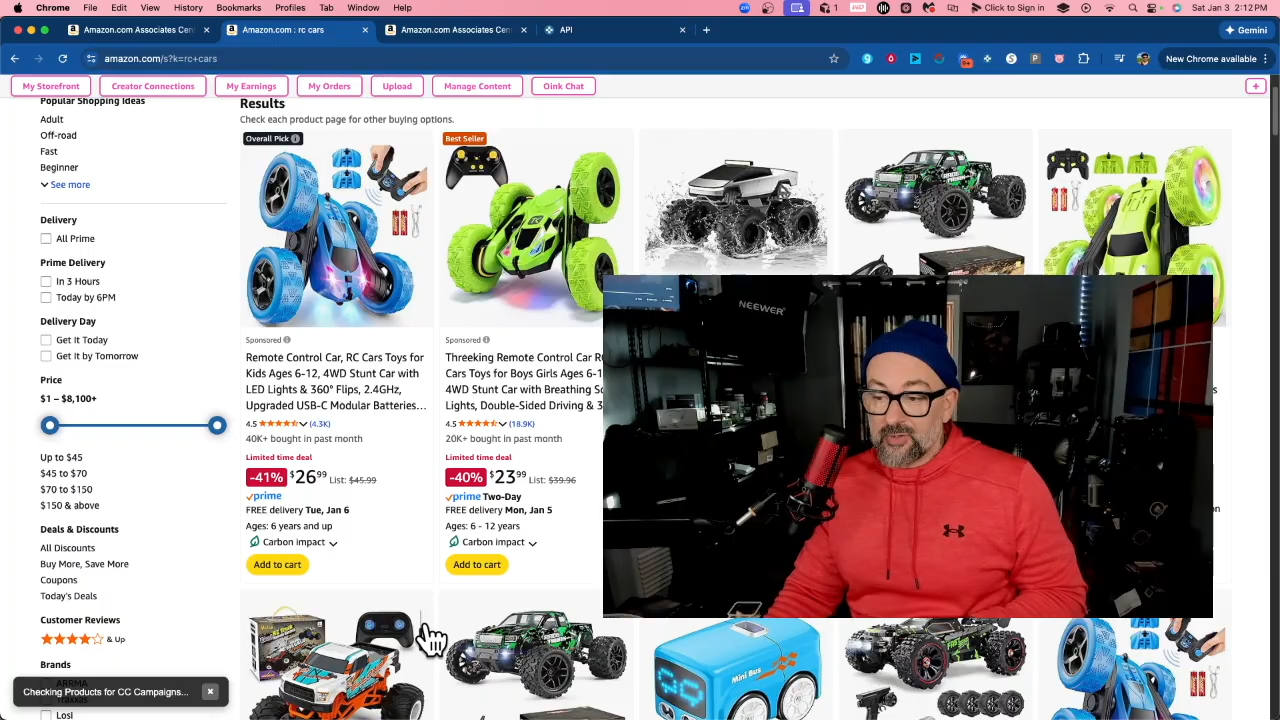 Chrome File Edit View History Bookmarks Profiles Tab Window Help
1
Click to Sign in
Sat Jan 3 2:12 PM
Amazon.com Associates Cen
Amazon.com : rc cars
Amazon.com Associates Cen
API
Gemini
amazon.com/s?k=rc+cars
New Chrome available
My Storefront
Creator Connections
My Earnings
My Orders
Upload
Manage Content
Oink Chat
Popular Shopping Ideas
Adult
Off-road
Fast
Beginner
See more
Delivery
All Prime
Prime Delivery
In 3 Hours
Today by 6PM
Delivery Day
Get It Today
Get It by Tomorrow
Price
$1 – $8,100+
Up to $45
$45 to $70
$70 to $150
$150 & above
Deals & Discounts
All Discounts
Buy More, Save More
Coupons
Today's Deals
Customer Reviews
& Up
Brands
ARRMA
Traxxas
Losi
Checking Products for CC Campaigns...
Results
Check each product page for other buying options.
Overall Pick
Sponsored
Remote Control Car, RC Cars Toys for
Kids Ages 6-12, 4WD Stunt Car with
LED Lights & 360° Flips, 2.4GHz,
Upgraded USB-C Modular Batteries…
4.5 (4.3K)
40K+ bought in past month
Limited time deal
-41% $26 99 List: $45.99
prime
FREE delivery Tue, Jan 6
Ages: 6 years and up
Carbon impact
Add to cart
Best Seller
Sponsored
Threeking Remote Control Car R
Cars Toys for Boys Girls Ages 6-1
4WD Stunt Car with Breathing So
Lights, Double-Sided Driving & 3
4.5 (18.9K)
20K+ bought in past month
Limited time deal
-40% $23 99 List: $39.96
prime Two-Day
FREE delivery Mon, Jan 5
Ages: 6 - 12 years
Carbon impact
Add to cart
NEEWER
Mini Bus